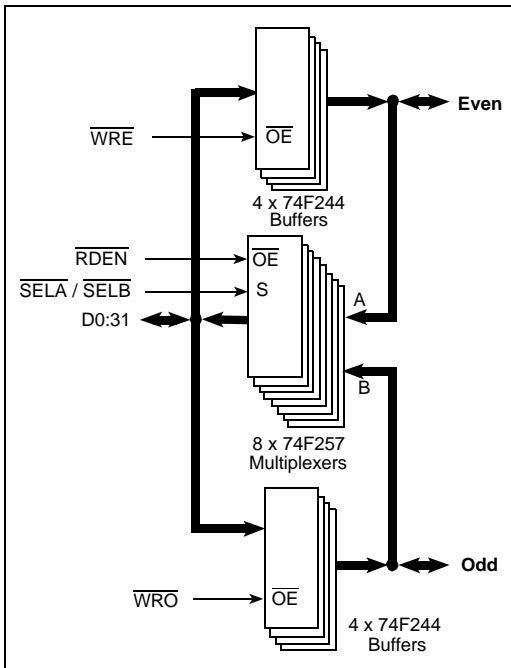 Even
WRE
OE
4 x 74F244
Buffers
RDEN
OE
SELA / SELB
S
A
D0:31
B
8 x 74F257
Multiplexers
Odd
WRO
OE
4 x 74F244
Buffers